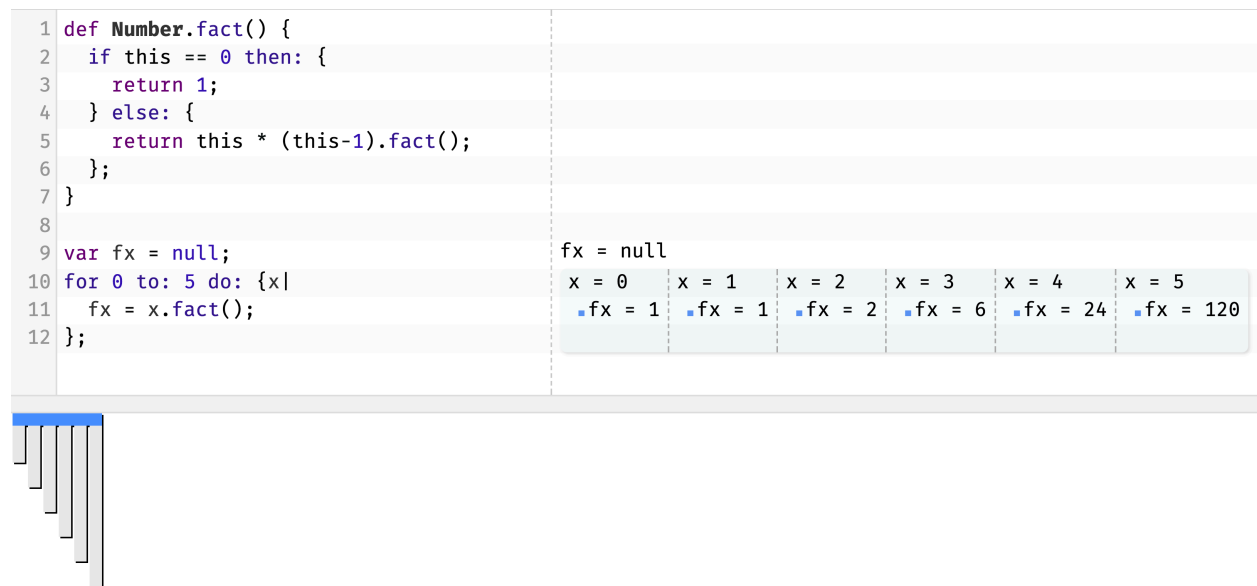 1 def Number.fact() {
2 if this == 0 then: {
3 return 1;
4 } else: {
5 return this * (this-1).fact();
6 };
7 }
8
9 var fx = null; fx = null
10 for 0 to: 5 do: {x| x = 0 x = 1 x = 2 x = 3 x = 4 x = 5
11 fx = x.fact(); fx = 1 fx = 1 fx = 2 fx = 6 fx = 24 fx = 120
12 };